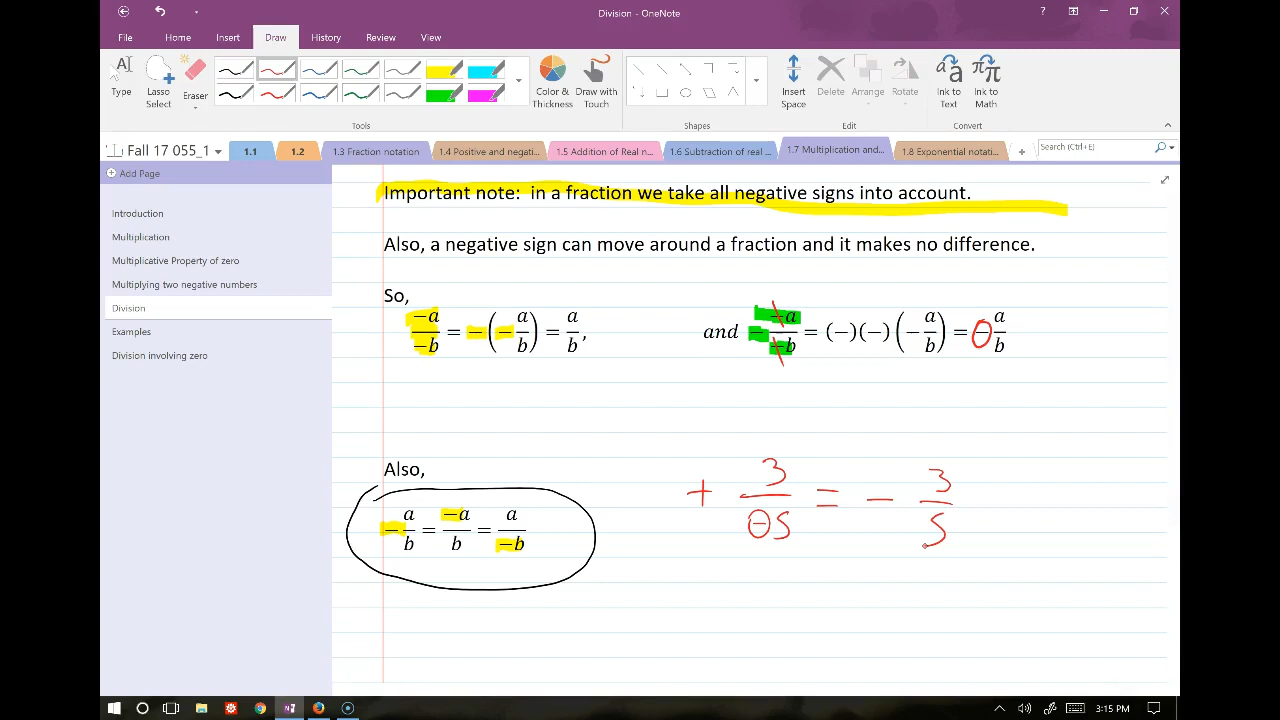 Division - OneNote
?
File Home Insert Draw History Review View
Type Lasso Select Eraser Color & Thickness Draw with Touch Insert Space Delete Arrange Rotate Ink to Text Ink to Math
Tools Shapes Edit Convert
Fall 17 055_1 1.1 1.2 1.3 Fraction notation 1.4 Positive and negati... 1.5 Addition of Real n... 1.6 Subtraction of real ... 1.7 Multiplication and... 1.8 Exponential notati... + Search (Ctrl+E)
Add Page
Introduction
Multiplication
Multiplicative Property of zero
Multiplying two negative numbers
Division
Examples
Division involving zero
Important note: in a fraction we take all negative signs into account.
Also, a negative sign can move around a fraction and it makes no difference.
So,
-a/-b = -(-a/b) = a/b, and - -a/-b = (-)(-)(-a/b) = -a/b
Also,
-a/b = -a/b = a/-b
+ 3/-5 = - 3/5
3:15 PM